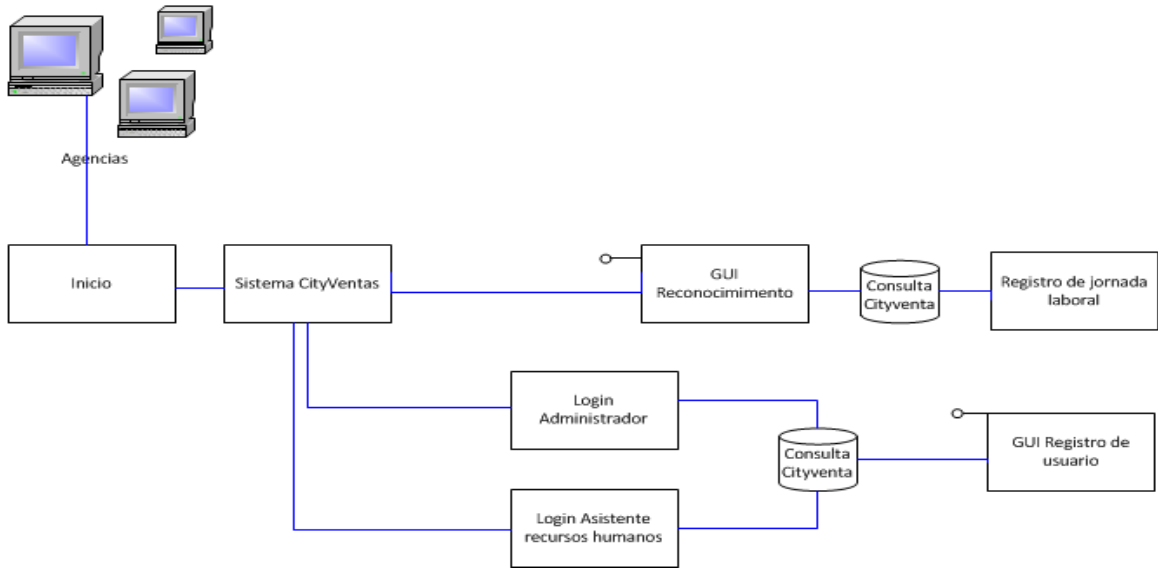 Agencias
Inicio
Sistema CityVentas
GUI
Reconocimimento
Consulta
Cityventa
Registro de jornada
laboral
Login
Administrador
Consulta
Cityventa
GUI Registro de
usuario
Login Asistente
recursos humanos